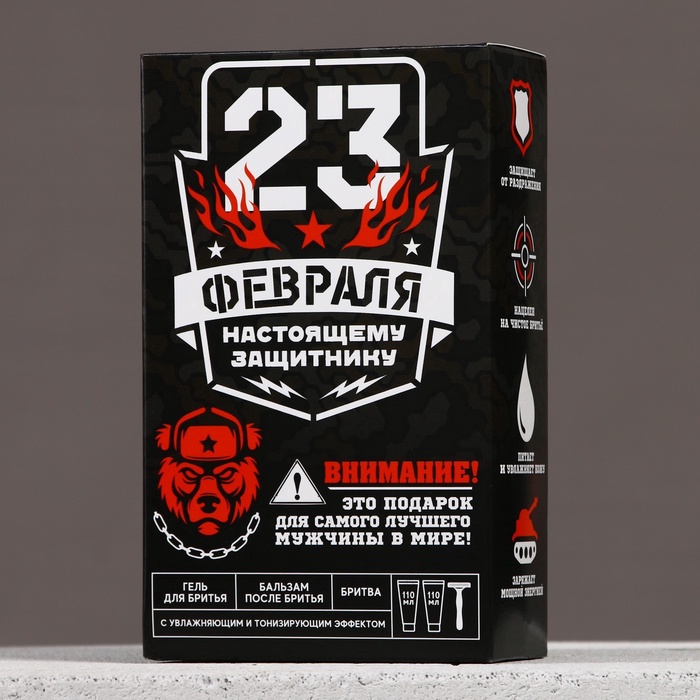 23
ФЕВРАЛЯ
НАСТОЯЩЕМУ
ЗАЩИТНИКУ
ВНИМАНИЕ!
ЭТО ПОДАРОК
ДЛЯ САМОГО ЛУЧШЕГО
МУЖЧИНЫ В МИРЕ!
ГЕЛЬ
ДЛЯ БРИТЬЯ
БАЛЬЗАМ
ПОСЛЕ БРИТЬЯ
БРИТВА
110
МЛ
110
МЛ
С УВЛАЖНЯЮЩИМ И ТОНИЗИРУЮЩИМ ЭФФЕКТОМ
ЗАЩИЩАЕТ
ОТ РАЗДРАЖЕНИЯ
НАЦЕЛЕН
НА ЧИСТОЕ БРИТЬЁ
ПИТАЕТ
И УВЛАЖНЯЕТ КОЖУ
ЗАРЯЖАЕТ
МОЩНОЙ ЭНЕРГИЕЙ